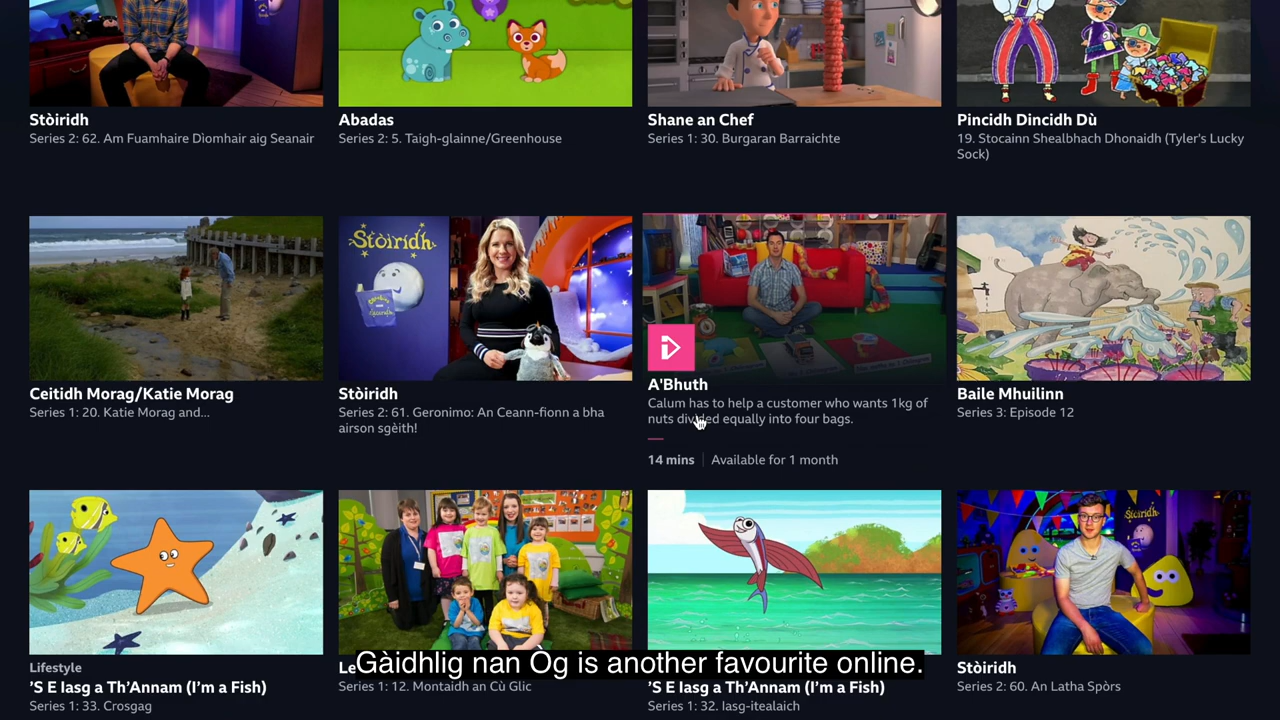 Stòiridh
Series 2: 62. Am Fuamhaire Dìomhair aig Seanair
Abadas
Series 2: 5. Taigh-glainne/Greenhouse
Shane an Chef
Series 1: 30. Burgaran Barraichte
Pincidh Dincidh Dù
19. Stocainn Shealbhach Dhonaidh (Tyler's Lucky
Sock)
Ceitidh Morag/Katie Morag
Series 1: 20. Katie Morag and...
Stòiridh
Stòiridh
Series 2: 61. Geronimo: An Ceann-fionn a bha
airson sgèith!
A'Bhuth
Calum has to help a customer who wants 1kg of
nuts divided equally into four bags.
14 mins | Available for 1 month
Baile Mhuilinn
Series 3: Episode 12
Lifestyle
'S E Iasg a Th'Annam (I'm a Fish)
Series 1: 33. Crosgag
Le
Series 1: 12. Montaidh an Cù Glic
'S E Iasg a Th'Annam (I'm a Fish)
Series 1: 32. Iasg-itealaich
Stòiridh
Stòiridh
Series 2: 60. An Latha Spòrs
Gàidhlig nan Òg is another favourite online.